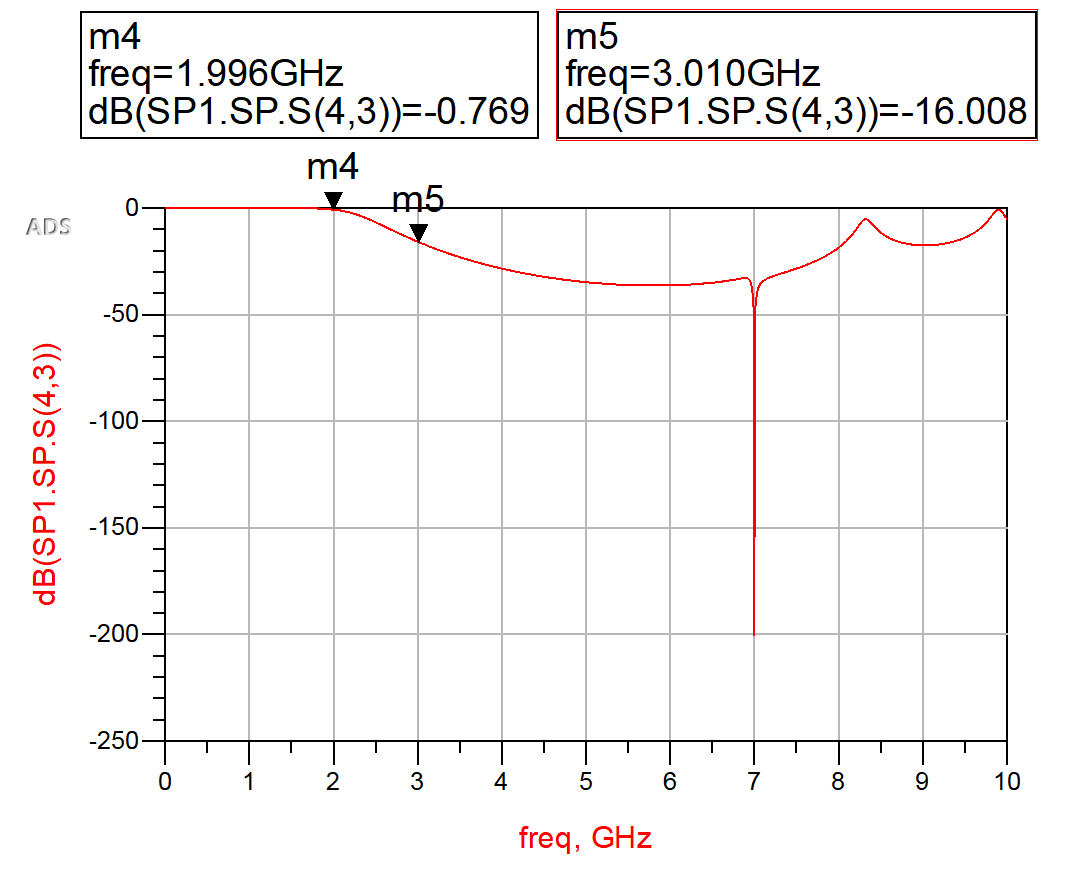 m4
freq=1.996GHz
dB(SP1.SP.S(4,3))=-0.769
m5
freq=3.010GHz
dB(SP1.SP.S(4,3))=-16.008
m4
m5
ADS
0
-50
-100
-150
-200
-250
dB(SP1.SP.S(4,3))
0 1 2 3 4 5 6 7 8 9 10
freq, GHz